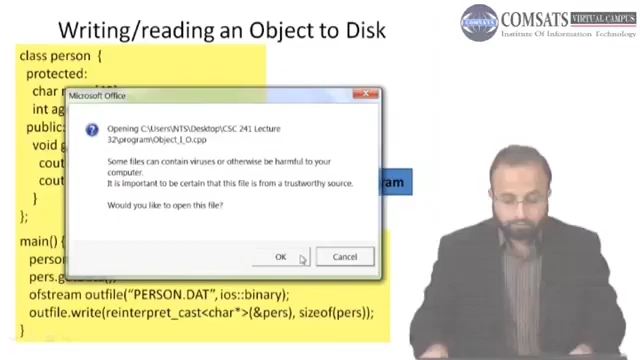 Writing/reading an Object to Disk
COMSATS
VIRTUAL CAMPUS
Institute Of Information Technology
class person {
protected:
char
int ag
public:
void g
cout
cout
}
};
main() {
person
ofstream outfile("PERSON.DAT", ios::binary);
outfile.write(reinterpret_cast<char*>(&pers), sizeof(pers));
}
Microsoft Office
Opening C:\Users\NTS\Desktop\CSC 241 Lecture
32\program\Object_I_O.cpp
Some files can contain viruses or otherwise be harmful to your
computer.
It is important to be certain that this file is from a trustworthy source.
Would you like to open this file?
OK
Cancel